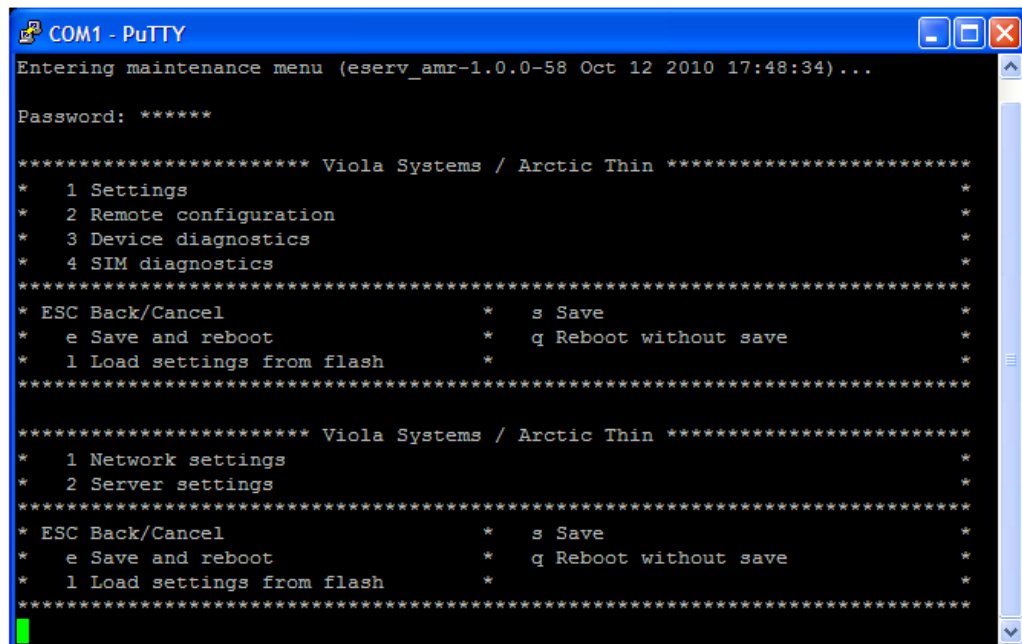 COM1 - PuTTY
Entering maintenance menu (eserv_amr-1.0.0-58 Oct 12 2010 17:48:34)...
Password: ******
************************ Viola Systems / Arctic Thin *************************
*   1 Settings                                                               *
*   2 Remote configuration                                                   *
*   3 Device diagnostics                                                     *
*   4 SIM diagnostics                                                        *
******************************************************************************
* ESC Back/Cancel                     *   s Save                             *
*   e Save and reboot                 *   q Reboot without save              *
*   l Load settings from flash        *                                      *
******************************************************************************
************************ Viola Systems / Arctic Thin *************************
*   1 Network settings                                                       *
*   2 Server settings                                                        *
******************************************************************************
* ESC Back/Cancel                     *   s Save                             *
*   e Save and reboot                 *   q Reboot without save              *
*   l Load settings from flash        *                                      *
******************************************************************************